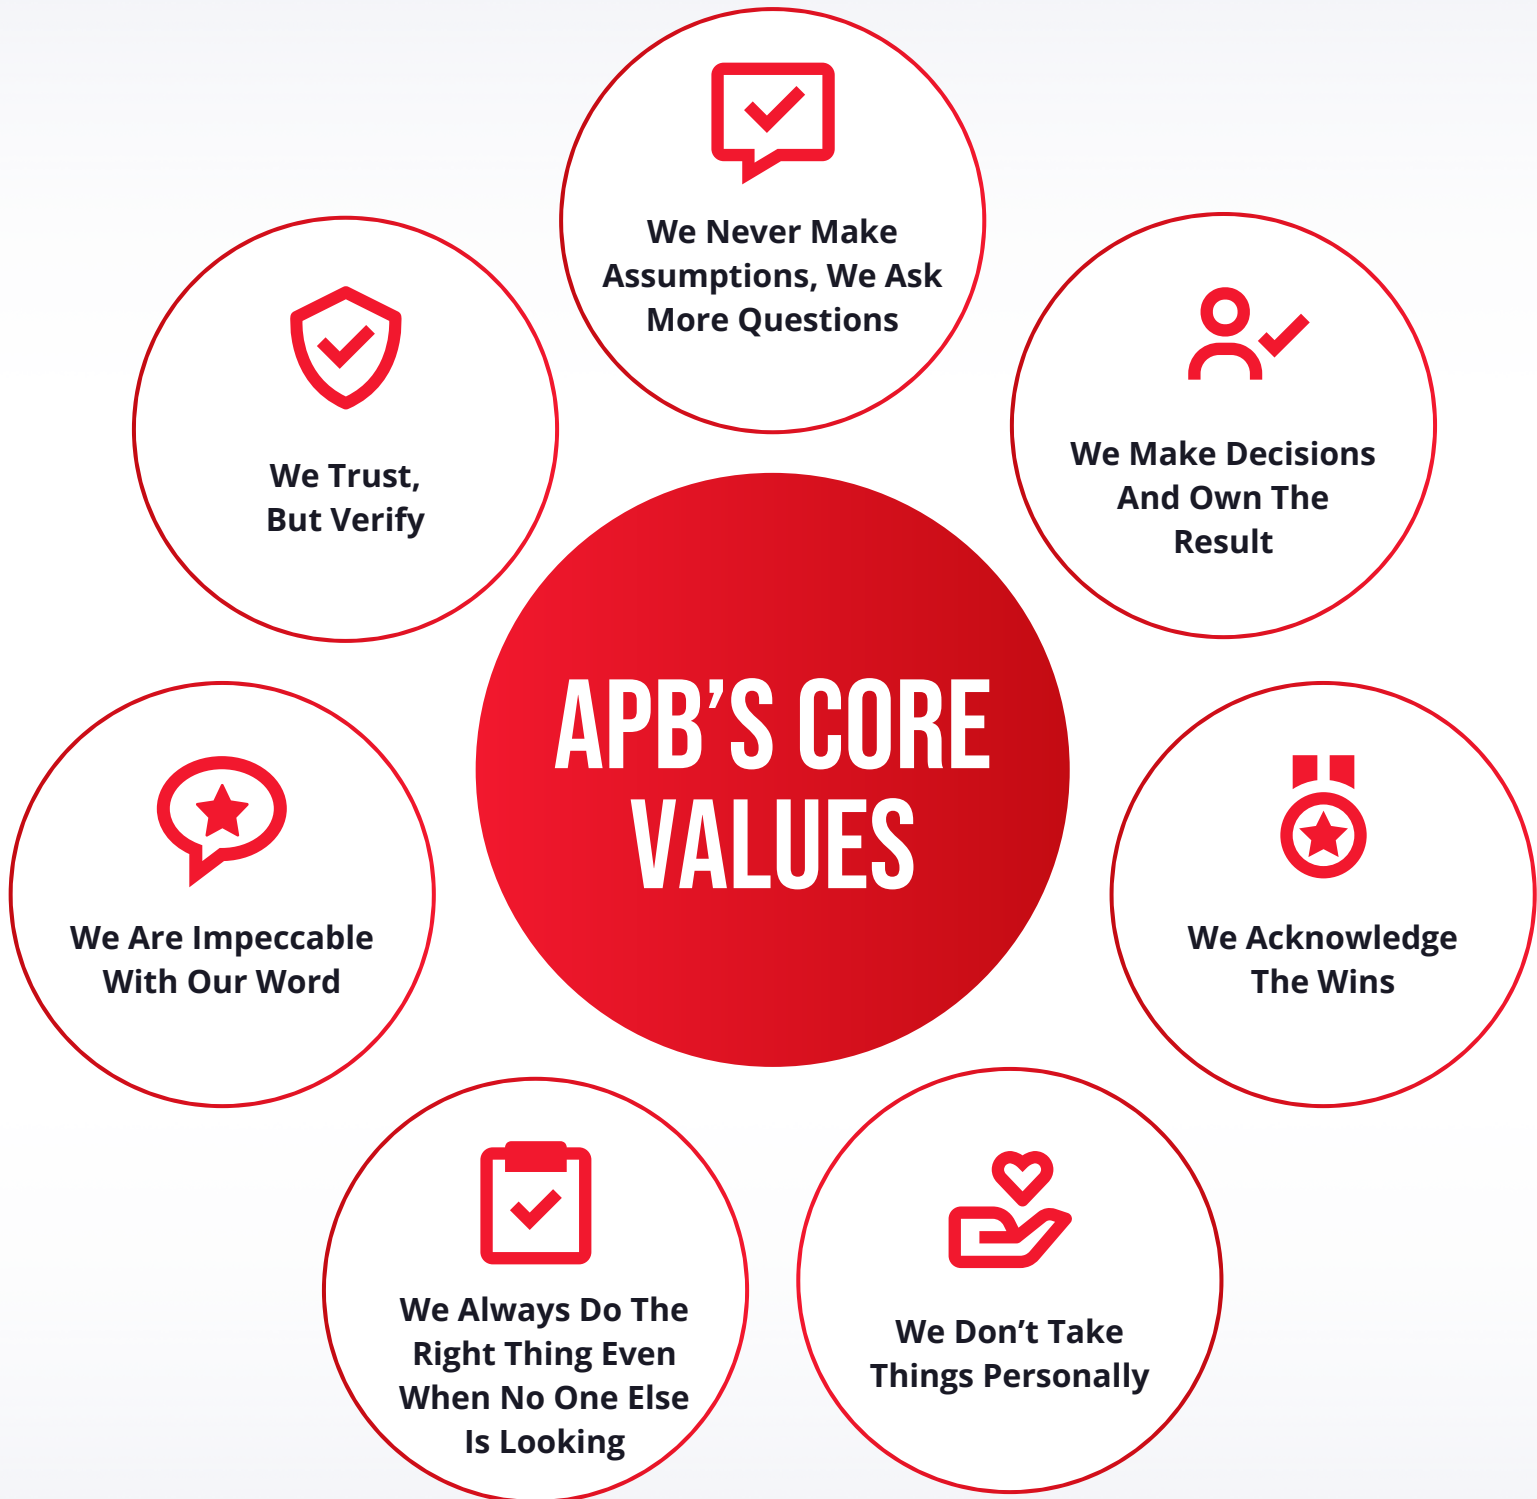 We Never Make
Assumptions, We Ask
More Questions
We Make Decisions
And Own The
Result
We Trust,
But Verify
APB’S CORE
VALUES
We Are Impeccable
With Our Word
We Acknowledge
The Wins
We Always Do The
Right Thing Even
When No One Else
Is Looking
We Don’t Take
Things Personally